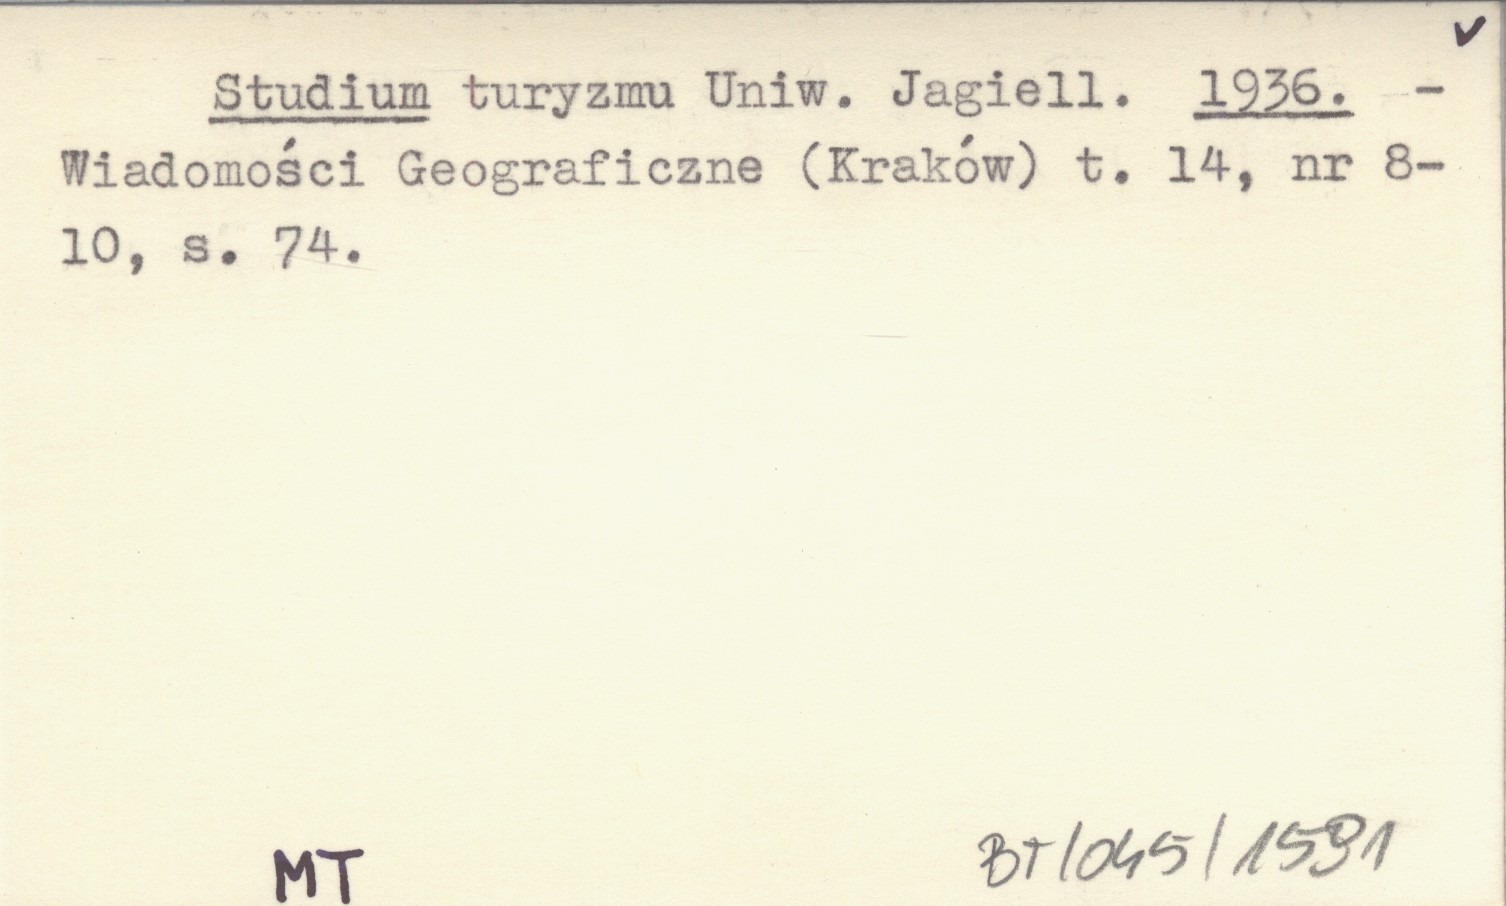 Studium turyzmu Uniw. Jagiell. 1936. -
Wiadomości Geograficzne (Kraków) t. 14, nr 8-
10, s. 74.
MT
BT/045/1591